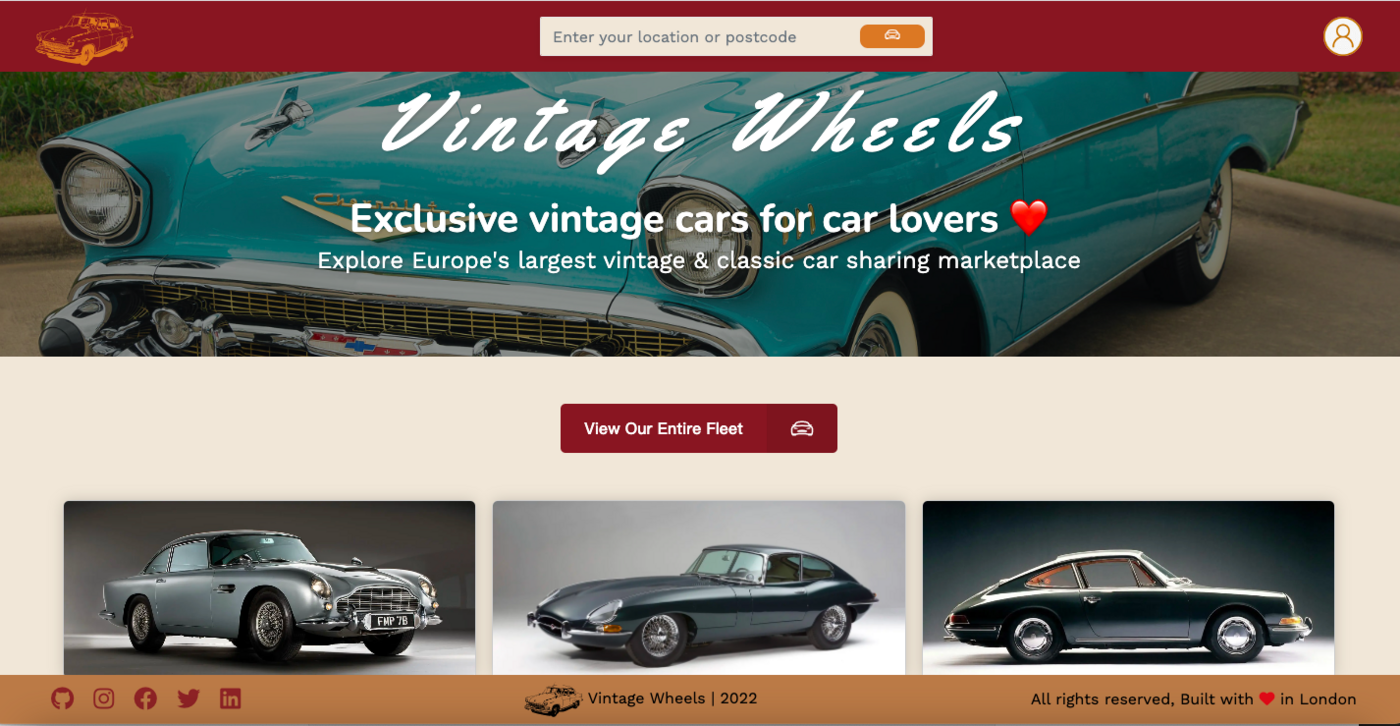 Enter your location or postcode
Vintage Wheels
Chevrolet
Exclusive vintage cars for car lovers ❤️
Explore Europe's largest vintage & classic car sharing marketplace
View Our Entire Fleet
FMP 7B
Vintage Wheels | 2022
All rights reserved, Built with ❤️ in London